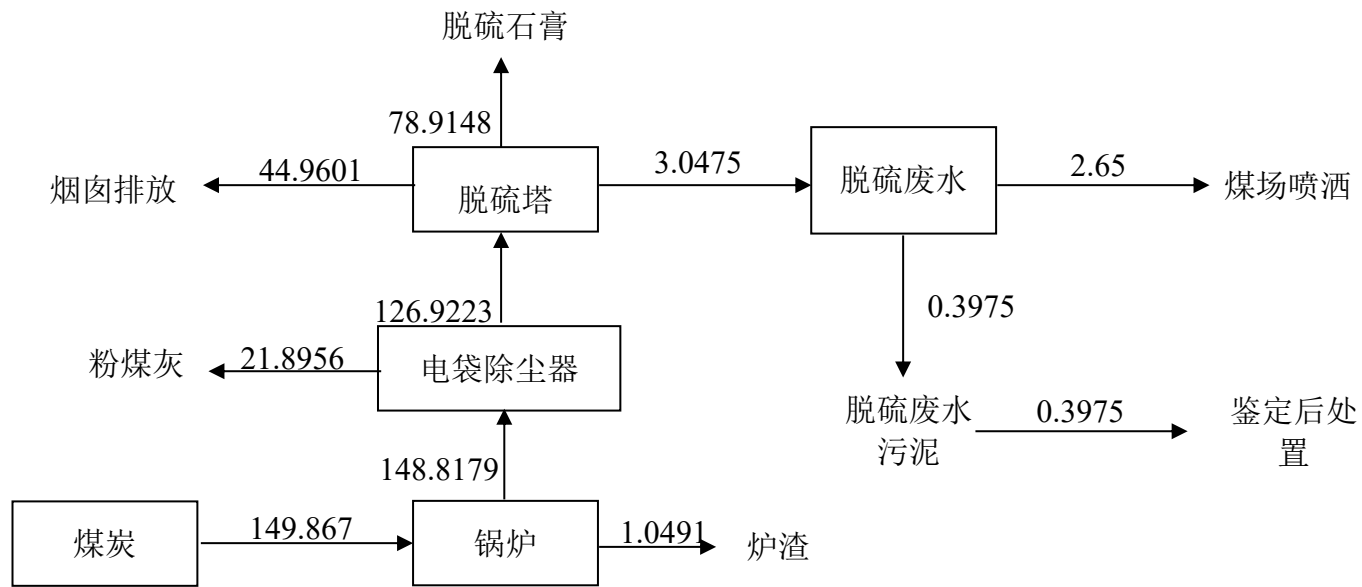 脱硫石膏
78.9148
烟囱排放
44.9601
脱硫塔
3.0475
脱硫废水
2.65
煤场喷洒
126.9223
0.3975
粉煤灰
21.8956
电袋除尘器
脱硫废水
污泥
0.3975
鉴定后处
置
148.8179
煤炭
149.867
锅炉
1.0491
炉渣